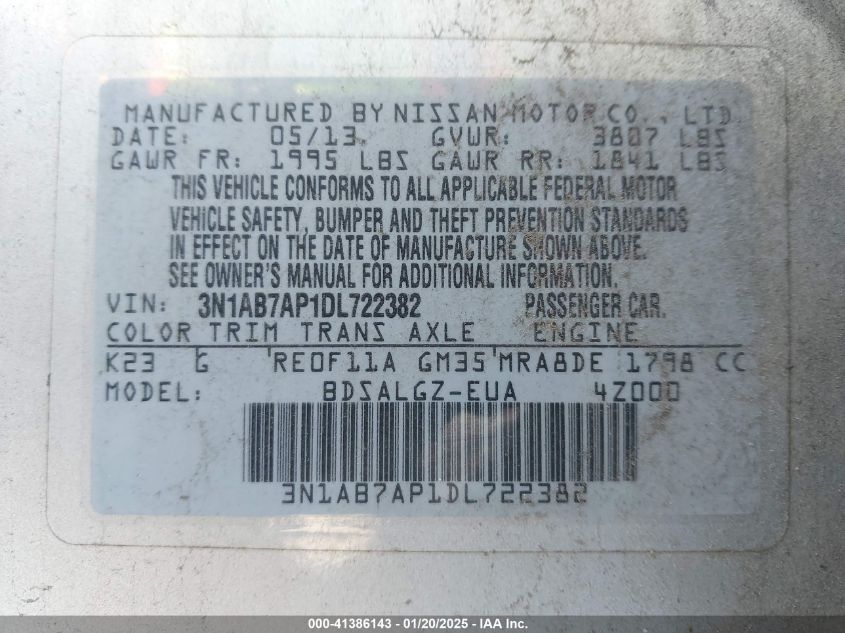 MANUFACTURED BY NISSAN MOTOR CO., LTD
DATE: 05/13 GVWR: 3807 LBS
GAWR FR: 1995 LBS GAWR RR: 1841 LBS
THIS VEHICLE CONFORMS TO ALL APPLICABLE FEDERAL MOTOR
VEHICLE SAFETY, BUMPER AND THEFT PREVENTION STANDARDS
IN EFFECT ON THE DATE OF MANUFACTURE SHOWN ABOVE.
SEE OWNER'S MANUAL FOR ADDITIONAL INFORMATION.
VIN: 3N1AB7AP1DL722382 PASSENGER CAR.
COLOR TRIM TRANS AXLE ENGINE
K23 G RE0F11A GM35 MRA8DE 1798 CC
MODEL: BDSALGZ-EUA 4Z000
3N1AB7AP1DL722382
000-41386143 - 01/20/2025 - IAA Inc.